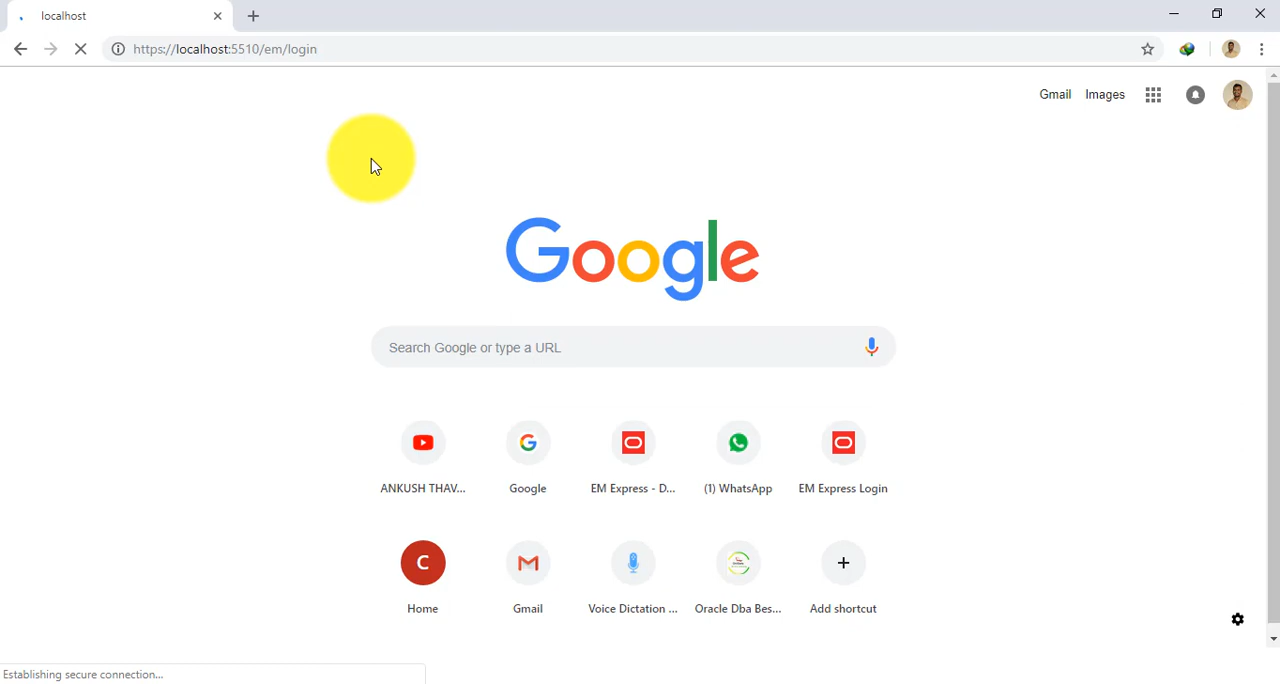 localhost
https://localhost:5510/em/login
Gmail Images
Google
Search Google or type a URL
ANKUSH THAV... Google EM Express - D... (1) WhatsApp EM Express Login
C
Home Gmail Voice Dictation ... Oracle Dba Bes... Add shortcut
Establishing secure connection...